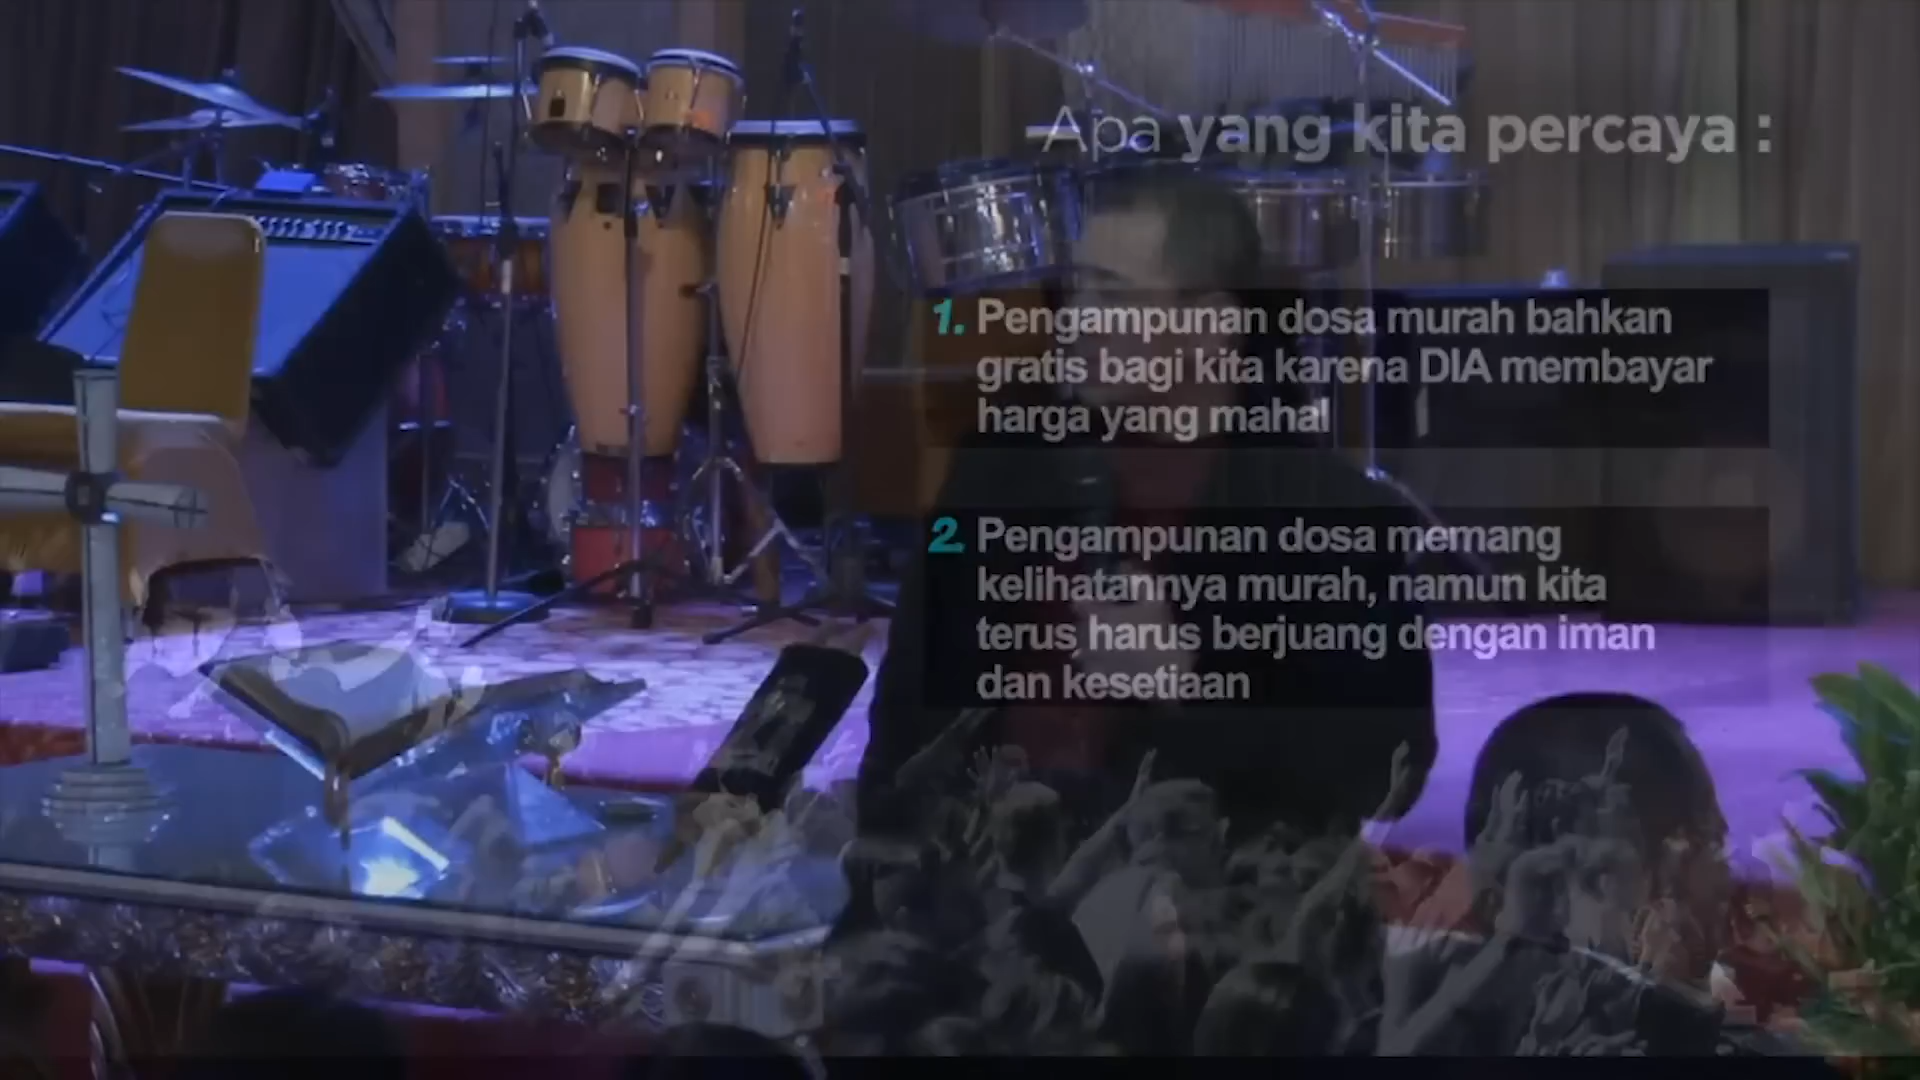 Apa yang kita percaya :
1. Pengampunan dosa murah bahkan
gratis bagi kita karena DIA membayar
harga yang mahal
2. Pengampunan dosa memang
kelihatannya murah, namun kita
terus harus berjuang dengan iman
dan kesetiaan